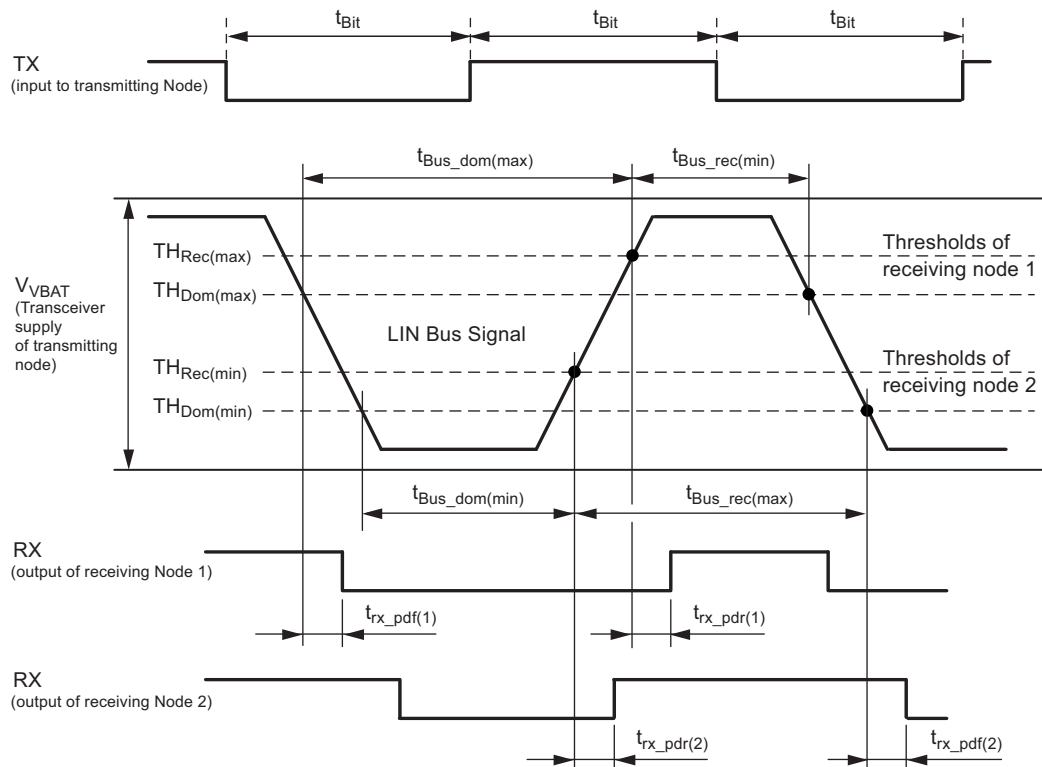 tBit
tBit
tBit
TX
(input to transmitting Node)
tBus_dom(max)
tBus_rec(min)
THRec(max)
THDom(max)
Thresholds of
receiving node 1
VVBAT
(Transceiver
supply
of transmitting
node)
LIN Bus Signal
THRec(min)
THDom(min)
Thresholds of
receiving node 2
tBus_dom(min)
tBus_rec(max)
RX
(output of receiving Node 1)
trx_pdf(1)
trx_pdr(1)
RX
(output of receiving Node 2)
trx_pdr(2)
trx_pdf(2)